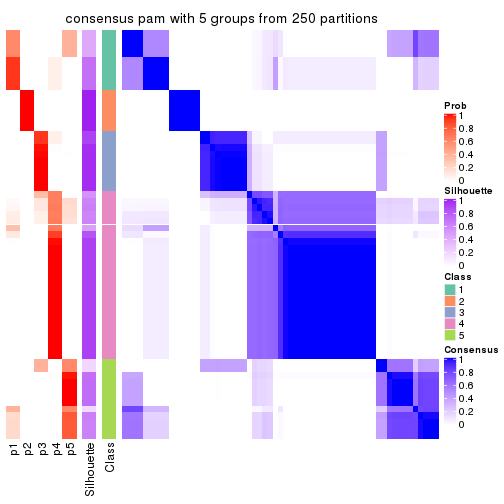 consensus pam with 5 groups from 250 partitions
Prob
1
0.8
0.6
0.4
0.2
0
Silhouette
1
0.8
0.6
0.4
0.2
0
Class
1
2
3
4
5
Consensus
1
0.8
0.6
0.4
0.2
0
p1
p2
p3
p4
p5
Silhouette
Class